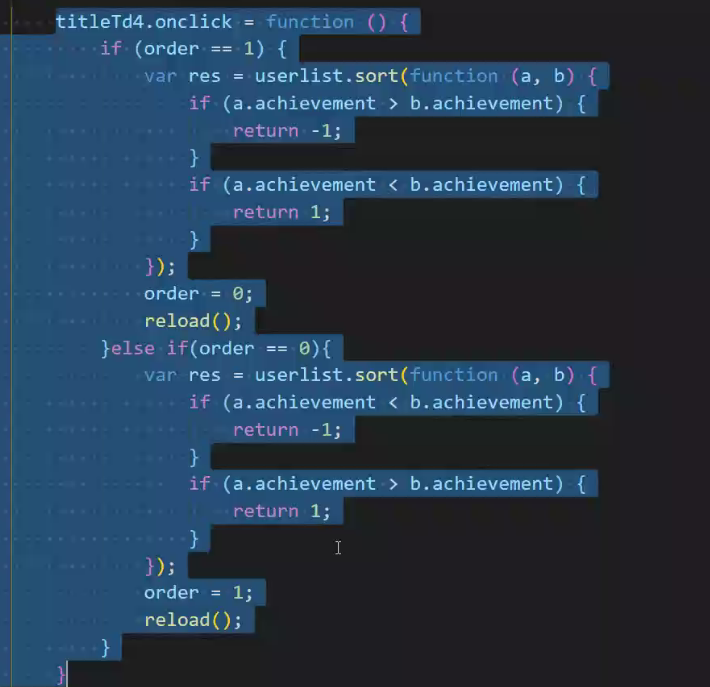 titleTd4.onclick = function () {
if (order == 1) {
var res = userlist.sort(function (a, b) {
if (a.achievement > b.achievement) {
return -1;
}
if (a.achievement < b.achievement) {
return 1;
}
});
order = 0;
reload();
}else if(order == 0){
var res = userlist.sort(function (a, b) {
if (a.achievement < b.achievement) {
return -1;
}
if (a.achievement > b.achievement) {
return 1;
}
});
order = 1;
reload();
}
}